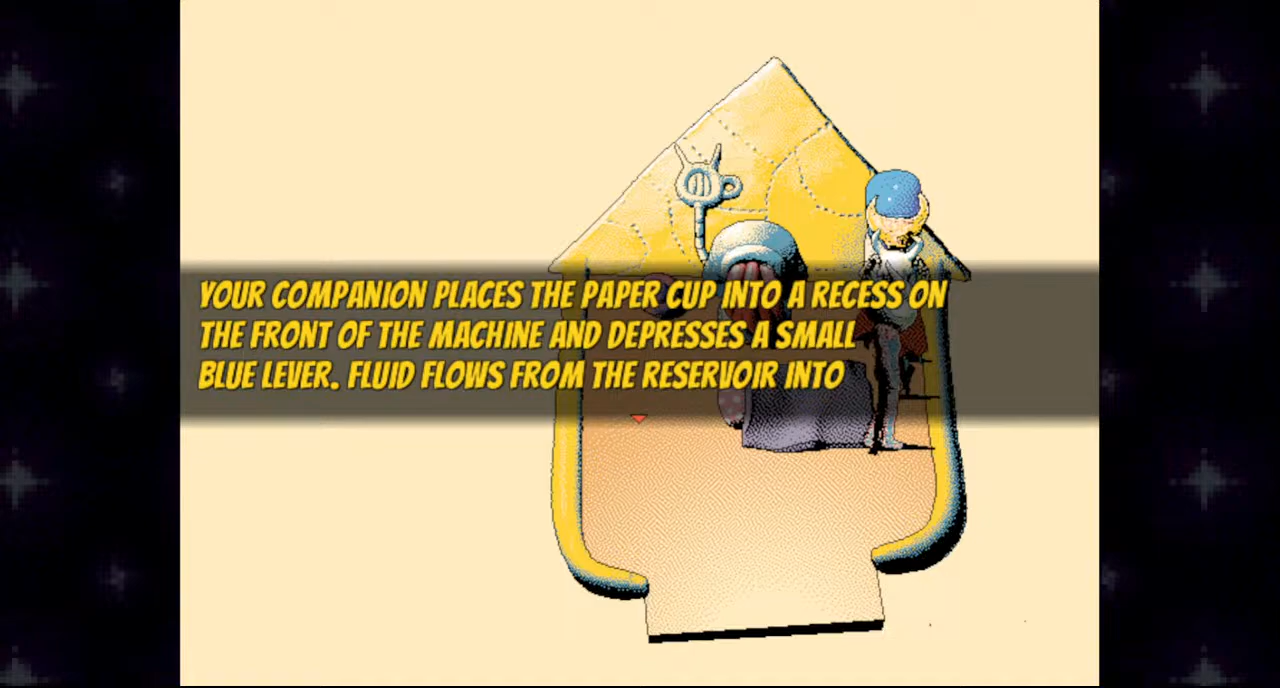 YOUR COMPANION PLACES THE PAPER CUP INTO A RECESS ON
THE FRONT OF THE MACHINE AND DEPRESSES A SMALL
BLUE LEVER. FLUID FLOWS FROM THE RESERVOIR INTO